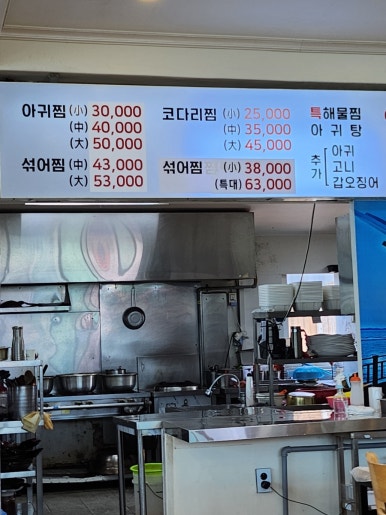 아귀찜 (小) 30,000
(中) 40,000
(大) 50,000
섞어찜 (中) 43,000
(大) 53,000
코다리찜 (小) 25,000
(中) 35,000
(大) 45,000
섞어찜 (小) 38,000
(특대) 63,000
특해물찜
아귀탕
추가
아귀
고니
갑오징어